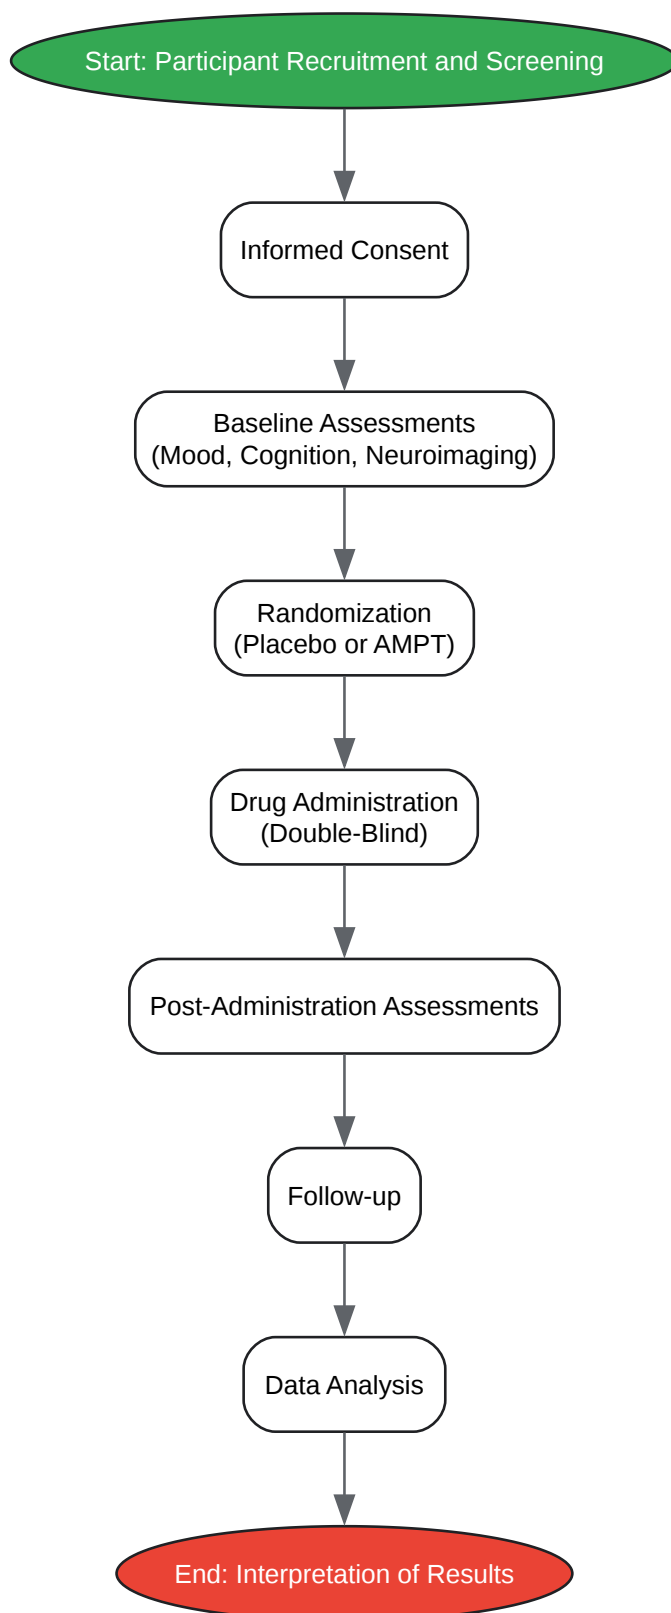 Start: Participant Recruitment and Screening
Informed Consent
Baseline Assessments
(Mood, Cognition, Neuroimaging)
Randomization
(Placebo or AMPT)
Drug Administration
(Double-Blind)
Post-Administration Assessments
Follow-up
Data Analysis
End: Interpretation of Results